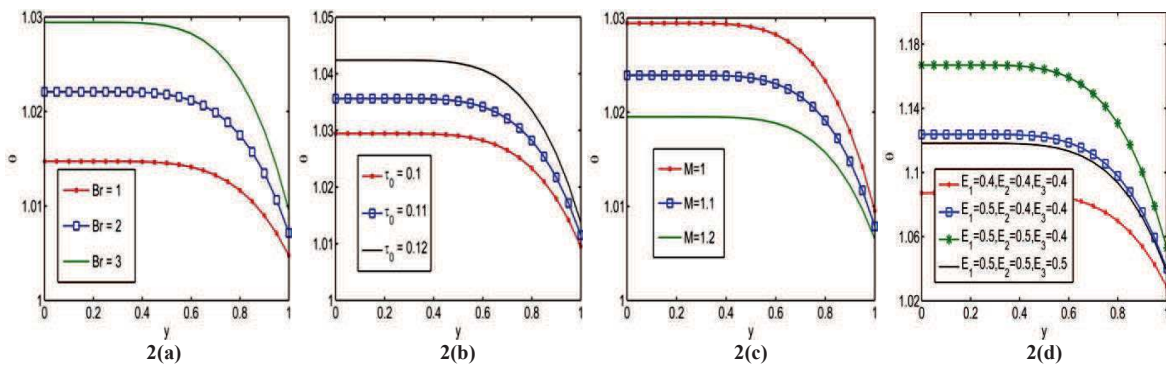 1.03
1.02
1.01
1
0
0.2
0.4
0.6
0.8
1
y
Θ
Br = 1
Br = 2
Br = 3
2(a)
1.05
1.04
1.03
1.02
1.01
1
0
0.2
0.4
0.6
0.8
1
y
Θ
τ0 = 0.1
τ0 = 0.11
τ0 = 0.12
2(b)
1.03
1.02
1.01
1
0
0.2
0.4
0.6
0.8
1
y
Θ
M=1
M=1.1
M=1.2
2(c)
1.18
1.14
1.1
1.06
1.02
0
0.2
0.4
0.6
0.8
1
y
Θ
E1=0.4,E2=0.4,E3=0.4
E1=0.5,E2=0.4,E3=0.4
E1=0.5,E2=0.5,E3=0.4
E1=0.5,E2=0.5,E3=0.5
2(d)